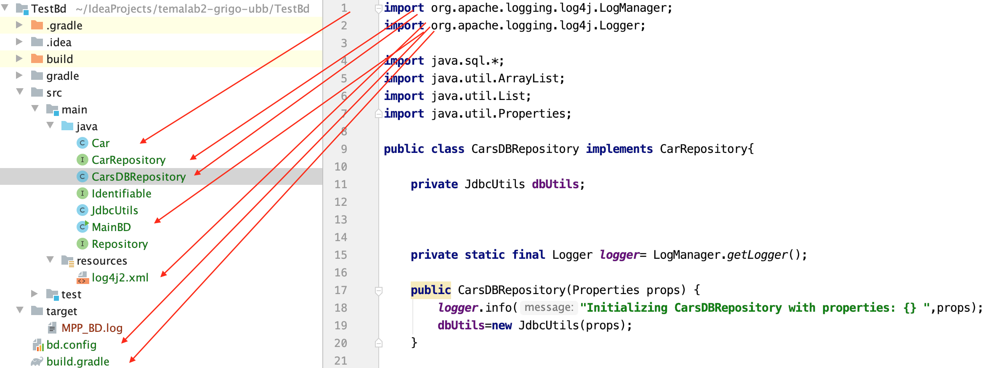 TestBd ~/IdeaProjects/temalab2-grigo-ubb/TestBd
.gradle
.idea
build
gradle
src
main
java
C Car
I CarRepository
C CarsDBRepository
I Identifiable
C JdbcUtils
C MainBD
I Repository
resources
<> log4j2.xml
test
target
MPP_BD.log
bd.config
build.gradle
1 import org.apache.logging.log4j.LogManager;
2 import org.apache.logging.log4j.Logger;
3
4 import java.sql.*;
5 import java.util.ArrayList;
6 import java.util.List;
7 import java.util.Properties;
8
9 public class CarsDBRepository implements CarRepository{
10
11 private JdbcUtils dbUtils;
12
13
14
15 private static final Logger logger= LogManager.getLogger();
16
17 public CarsDBRepository(Properties props) {
18 logger.info( message: "Initializing CarsDBRepository with properties: {} ",props);
19 dbUtils=new JdbcUtils(props);
20 }
21